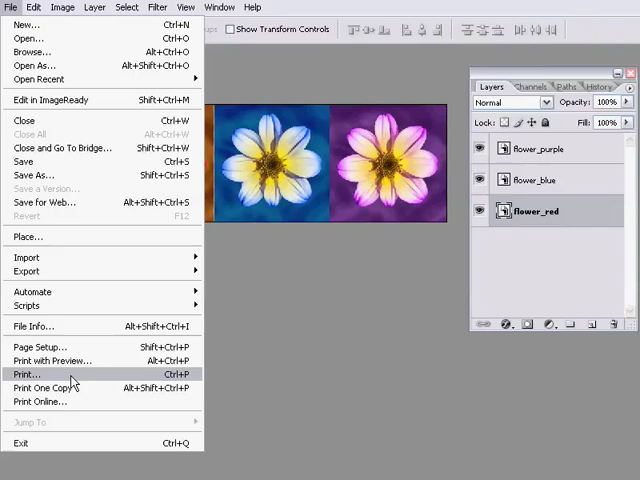 File Edit Image Layer Select Filter View Window Help
Show Transform Controls
New... Ctrl+N
Open... Ctrl+O
Browse... Alt+Ctrl+O
Open As... Alt+Shift+Ctrl+O
Open Recent
Edit in ImageReady Shift+Ctrl+M
Close Ctrl+W
Close All Alt+Ctrl+W
Close and Go To Bridge... Shift+Ctrl+W
Save Ctrl+S
Save As... Shift+Ctrl+S
Save a Version...
Save for Web... Alt+Shift+Ctrl+S
Revert F12
Place...
Import
Export
Automate
Scripts
File Info... Alt+Shift+Ctrl+I
Page Setup... Shift+Ctrl+P
Print with Preview... Alt+Ctrl+P
Print... Ctrl+P
Print One Copy Alt+Shift+Ctrl+P
Print Online...
Jump To
Exit Ctrl+Q
Layers Channels Paths History
Normal Opacity: 100%
Lock: Fill: 100%
flower_purple
flower_blue
flower_red